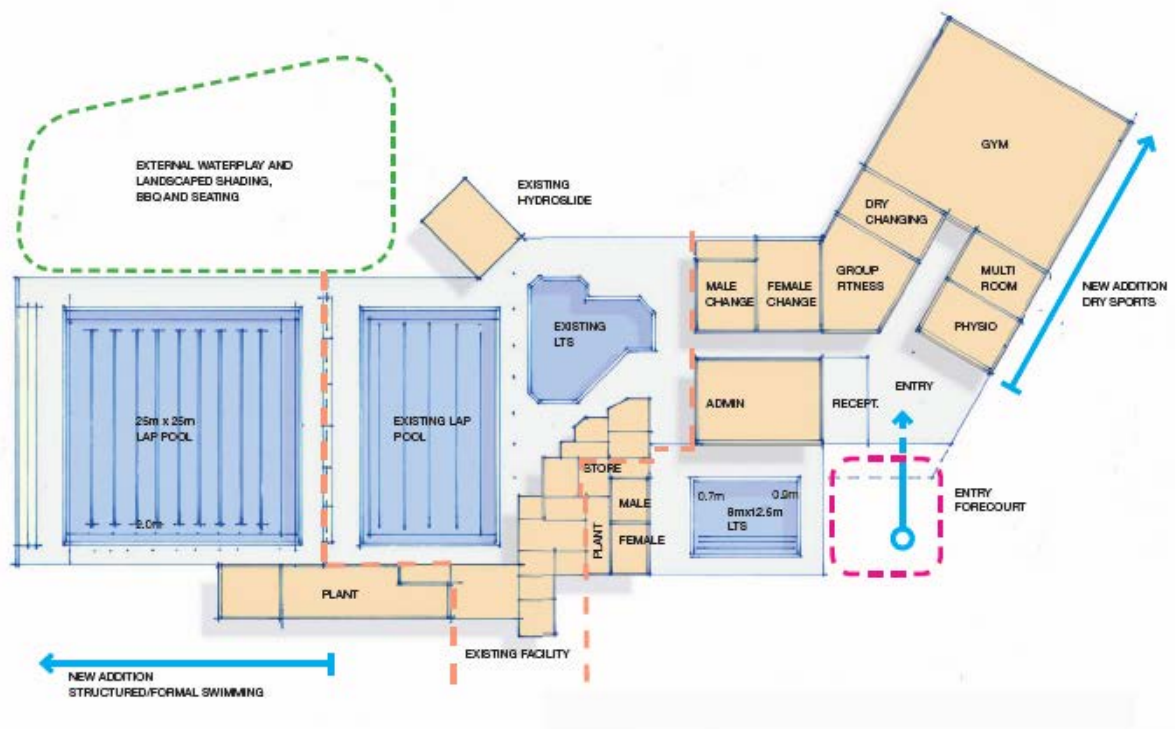 EXTERNAL WATERPLAY AND
LANDSCAPED SHADING,
BBQ AND SEATING
EXISTING
HYDROSLIDE
GYM
DRY
CHANGING
GROUP
FITNESS
MULTI
ROOM
PHYSIO
NEW ADDITION
DRY SPORTS
MALE
CHANGE
FEMALE
CHANGE
EXISTING
LTS
ADMIN
RECEPT.
ENTRY
25m x 25m
LAP POOL
2.0m
EXISTING LAP
POOL
STORE
MALE
FEMALE
PLANT
0.7m
0.9m
8mx12.5m
LTS
ENTRY
FORECOURT
PLANT
EXISTING FACILITY
NEW ADDITION
STRUCTURED/FORMAL SWIMMING